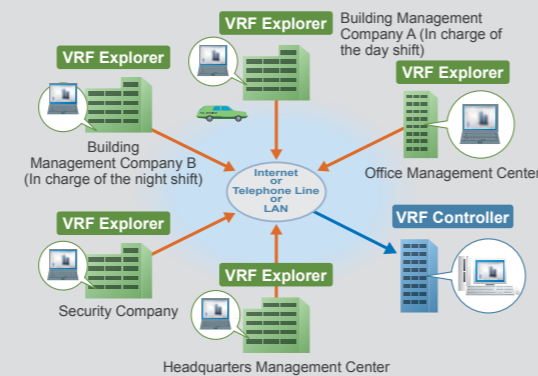 VRF Explorer
Building Management
Company A (In charge of
the day shift)
VRF Explorer
Building
Management Company B
(In charge of the night shift)
VRF Explorer
Office Management Center
Internet
or
Telephone Line
or
LAN
VRF Explorer
Security Company
VRF Controller
VRF Explorer
Headquarters Management Center